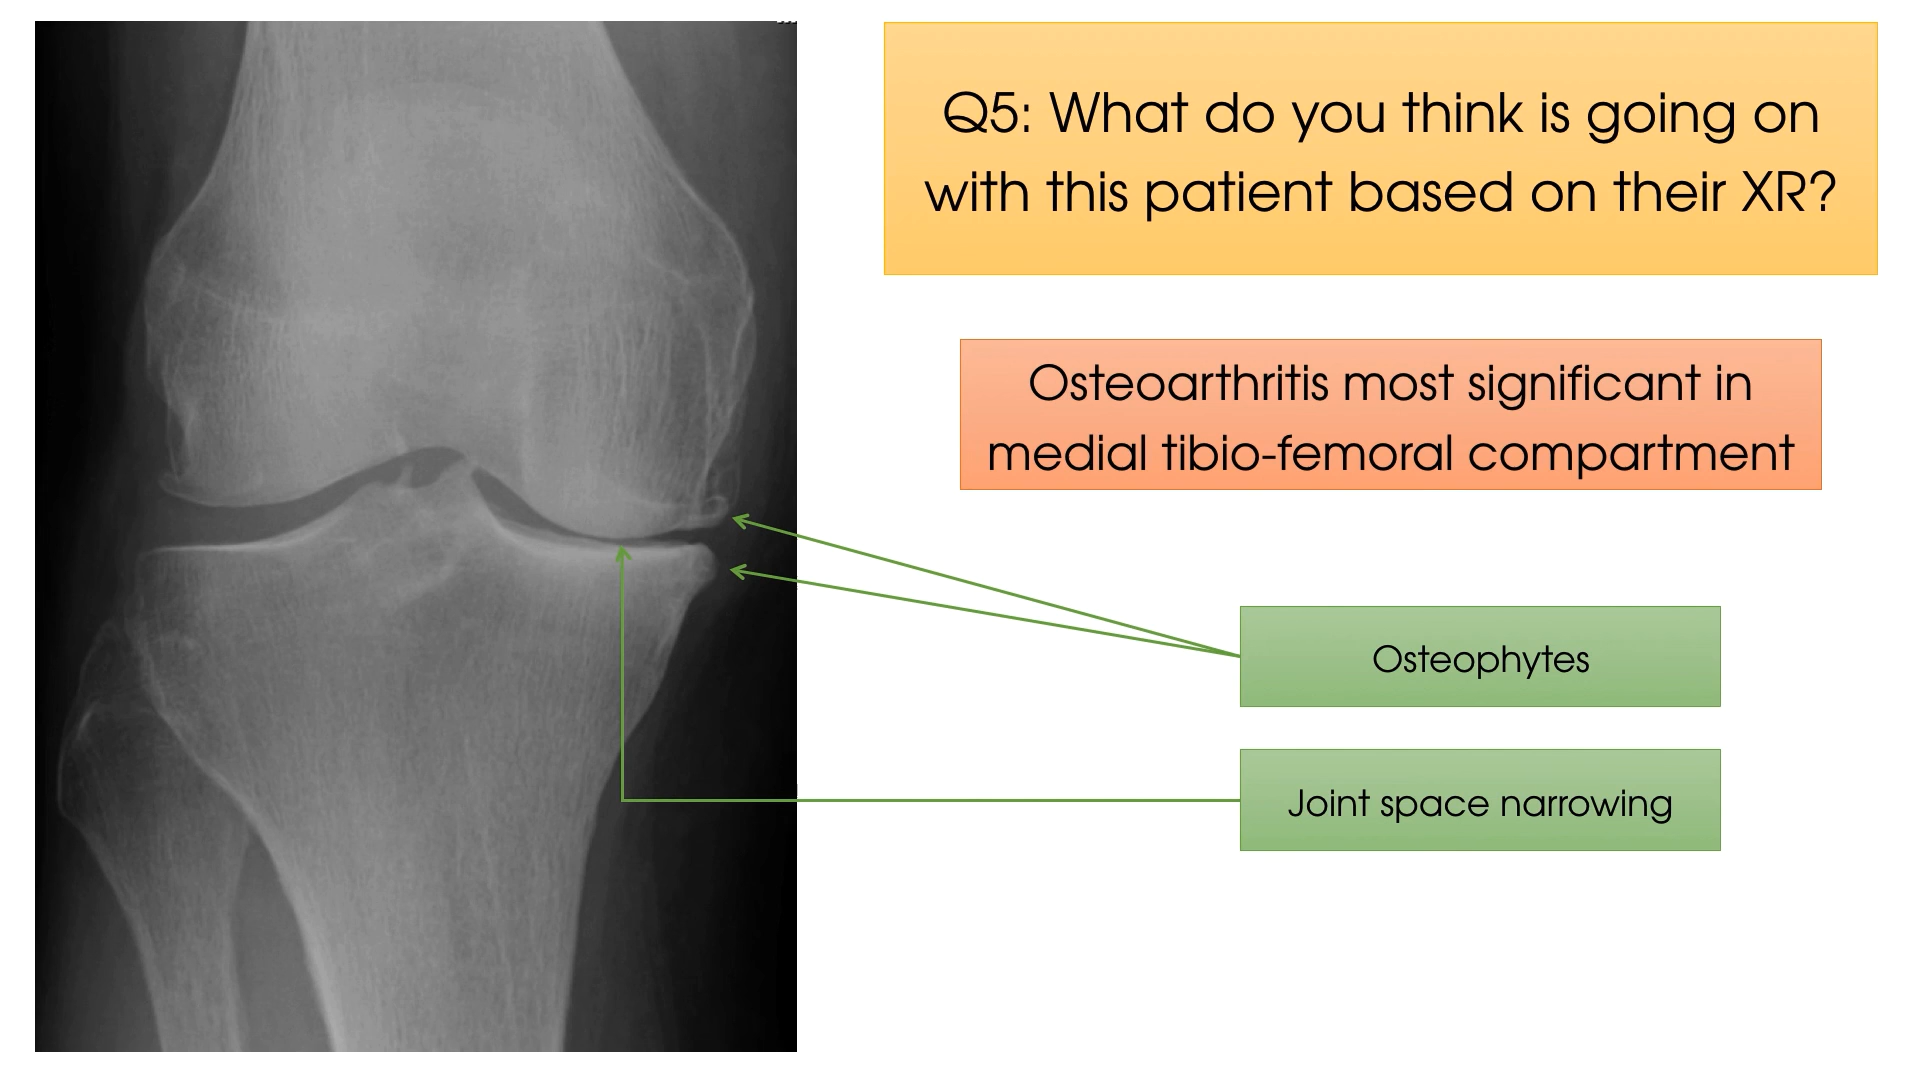 Q5: What do you think is going on
with this patient based on their XR?
Osteoarthritis most significant in
medial tibio-femoral compartment
Osteophytes
Joint space narrowing